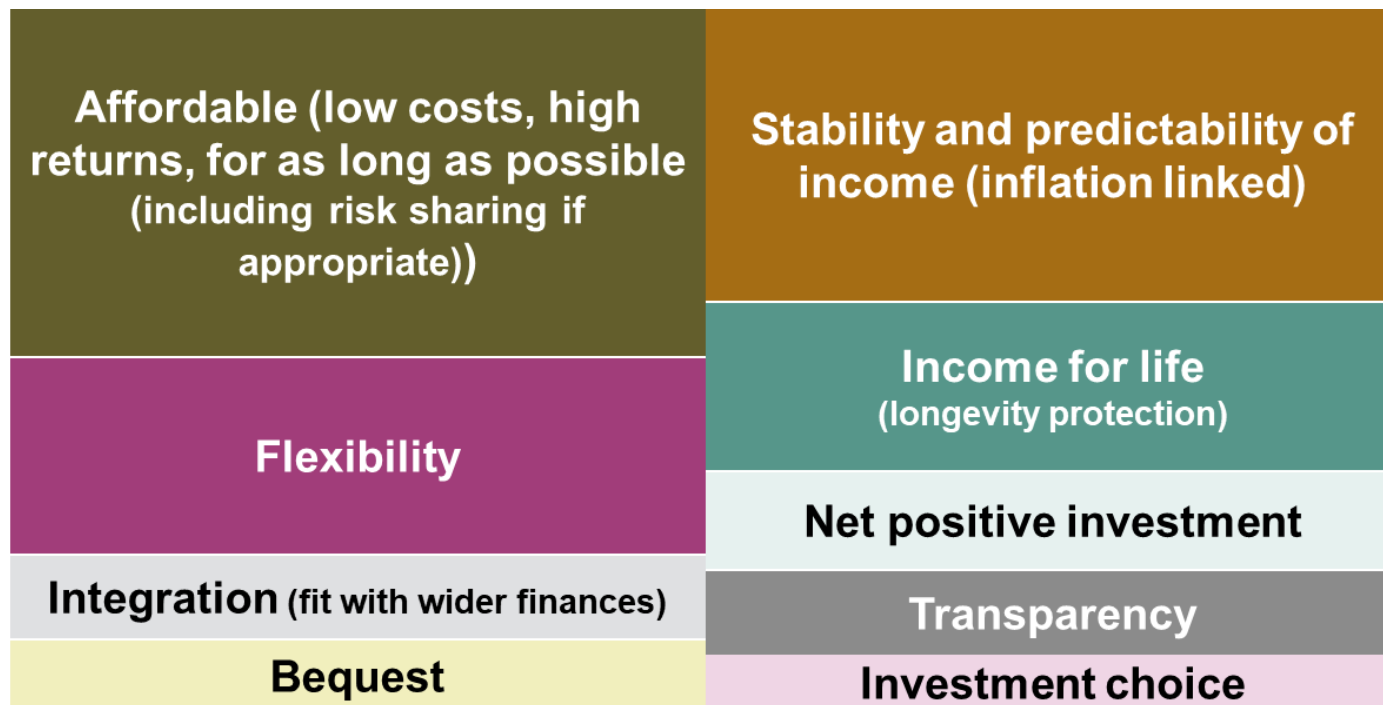 Affordable (low costs, high
returns, for as long as possible
(including risk sharing if
appropriate))
Flexibility
Integration (fit with wider finances)
Bequest
Stability and predictability of
income (inflation linked)
Income for life
(longevity protection)
Net positive investment
Transparency
Investment choice